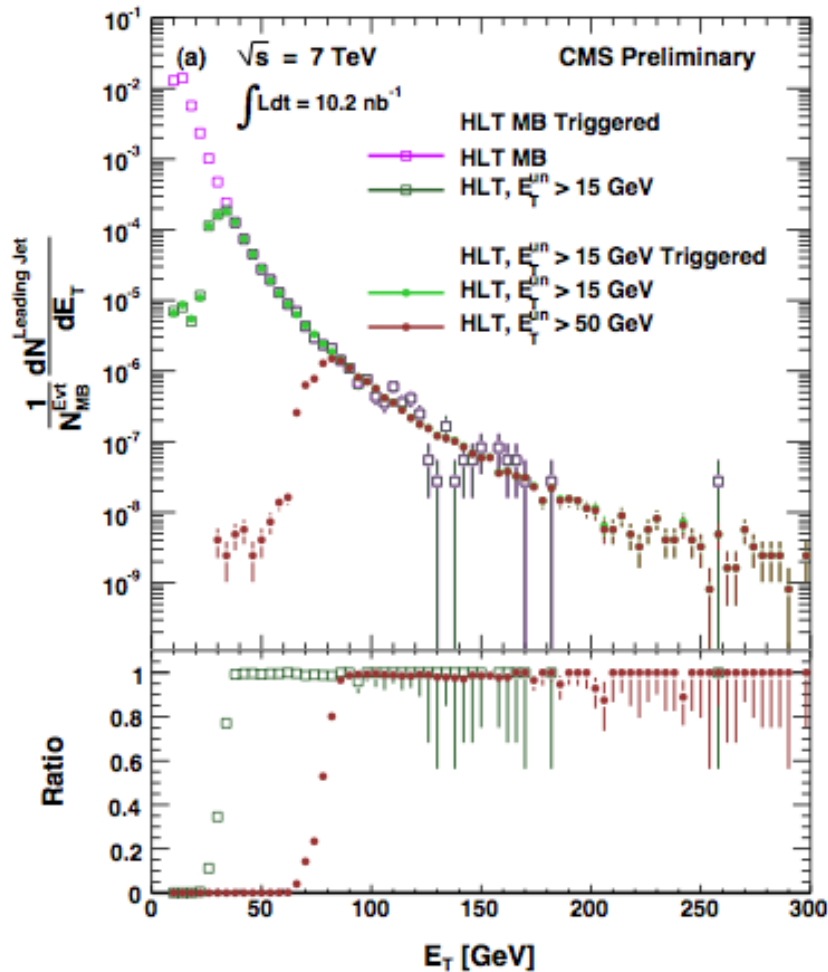 (a) √s = 7 TeV CMS Preliminary
∫Ldt = 10.2 nb⁻¹
HLT MB Triggered
HLT MB
HLT, E_T^un > 15 GeV
HLT, E_T^un > 15 GeV Triggered
HLT, E_T^un > 15 GeV
HLT, E_T^un > 50 GeV
1/N_MB^Evt dN^Leading Jet/dE_T
10⁻¹
10⁻²
10⁻³
10⁻⁴
10⁻⁵
10⁻⁶
10⁻⁷
10⁻⁸
10⁻⁹
Ratio
1
0.8
0.6
0.4
0.2
0
0 50 100 150 200 250 300
E_T [GeV]